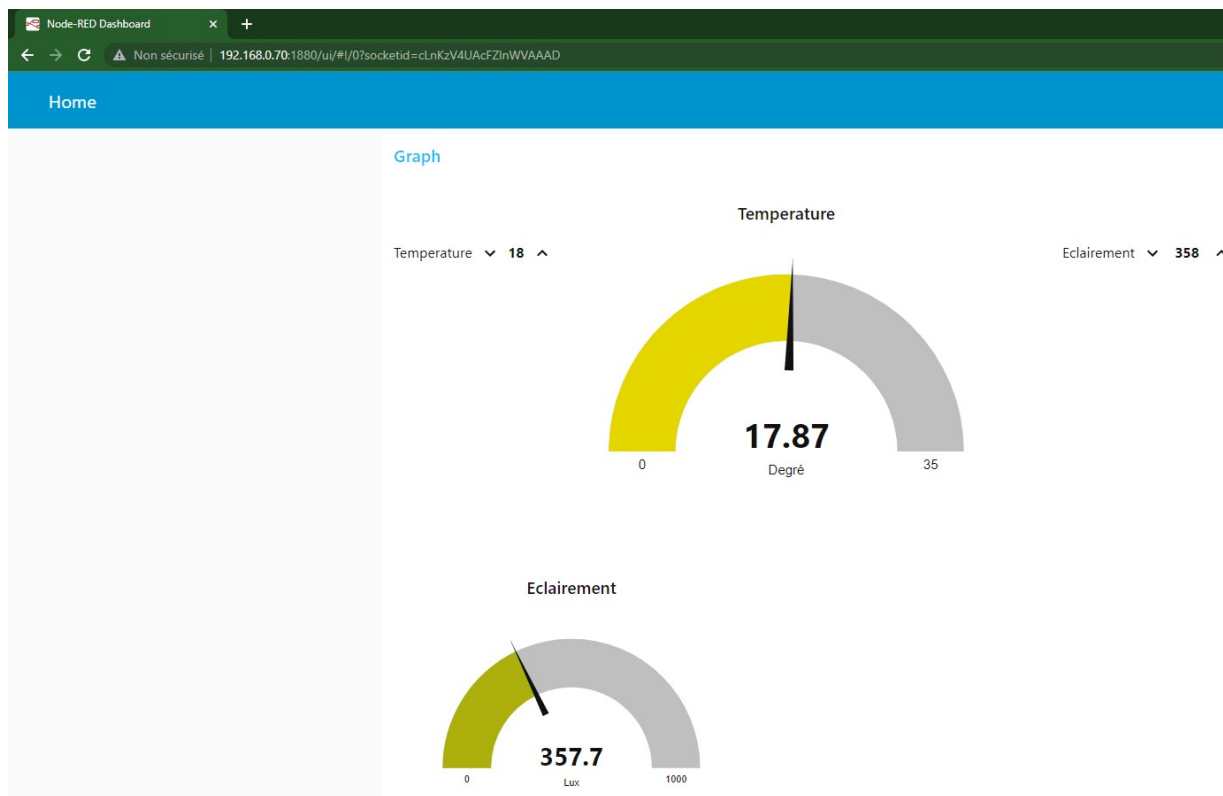 Node-RED Dashboard
Non sécurisé | 192.168.0.70:1880/ui/#!/0?socketid=cLnKzV4UAcFZlnWVAAAD
Home
Graph
Temperature
Temperature 18
Eclairement 358
17.87
0 Degré 35
Eclairement
357.7
0 Lux 1000